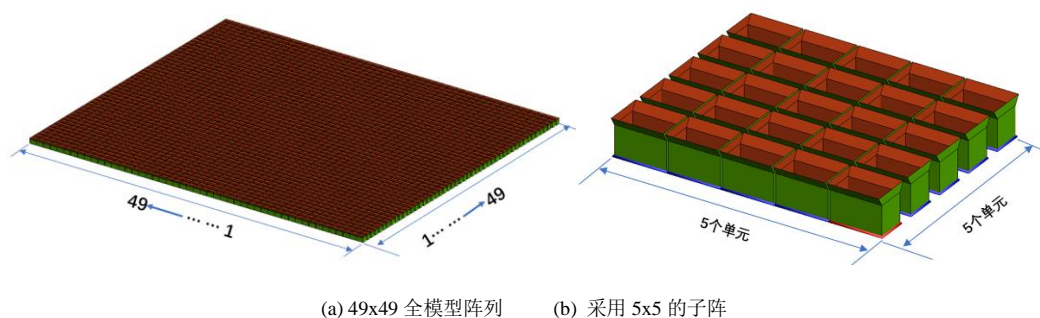 49 ← … … 1
1… … → 49
5个单元
5个单元
(a) 49x49 全模型阵列 (b) 采用 5x5 的子阵